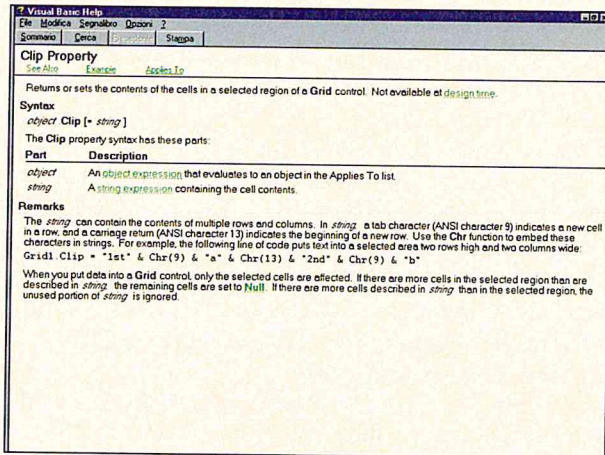 ? Visual Basic Help
File Modifica Segnalibro Opzioni ?
Sommario Cerca Stampa
Clip Property
See Also Example Applies To
Returns or sets the contents of the cells in a selected region of a Grid control. Not available at design time.
Syntax
object.Clip [= string ]
The Clip property syntax has these parts:
Part Description
object An object expression that evaluates to an object in the Applies To list.
string A string expression containing the cell contents.
Remarks
The string can contain the contents of multiple rows and columns. In string, a tab character (ANSI character 9) indicates a new cell
in a row, and a carriage return (ANSI character 13) indicates the beginning of a new row. Use the Chr function to embed these
characters in strings. For example, the following line of code puts text into a selected area two rows high and two columns wide:
Grid1.Clip = "1st" & Chr(9) & "a" & Chr(13) & "2nd" & Chr(9) & "b"
When you put data into a Grid control, only the selected cells are affected. If there are more cells in the selected region than are
described in string, the remaining cells are set to Null. If there are more cells described in string than in the selected region, the
unused portion of string is ignored.